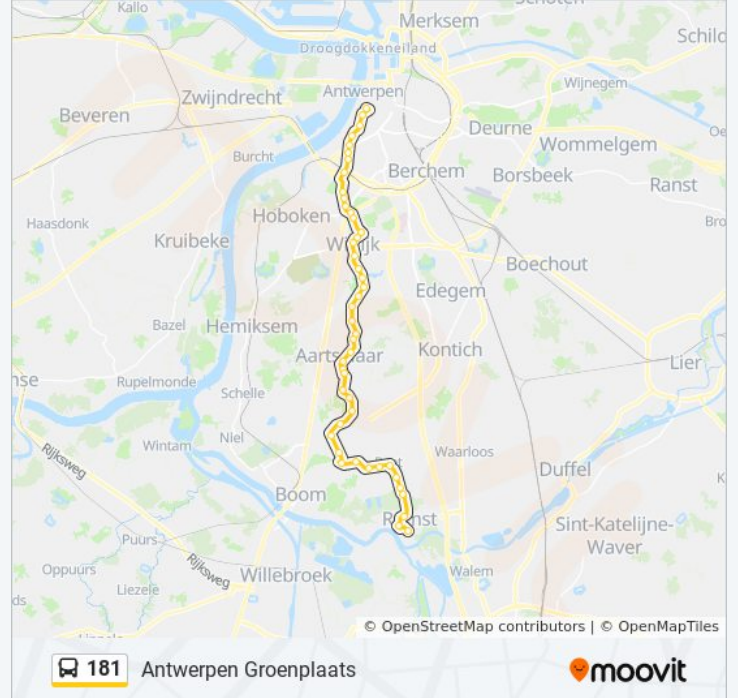 Kallo
Merksem
Schoten
Droogdokkeneiland
Schild
Zwijndrecht
Antwerpen
Wijnegem
Beveren
Deurne
Oe
Wommelgem
Burcht
Berchem
Borsbeek
Ranst
Haasdonk
Hoboken
Bro
Kruibeke
Wilrijk
Boechout
Edegem
Bazel
Hemiksem
Aartselaar
Kontich
Lier
nse
Rupelmonde
Schelle
Niel
Rijksweg
Wintam
Waarloos
Duffel
K
Boom
Rumst
Sint-Katelijne-
Waver
Puurs
Oppuurs
Rijksweg
Walem
Liezele
Willebroek
ds
© OpenStreetMap contributors | © OpenMapTiles
181 Antwerpen Groenplaats
moovit